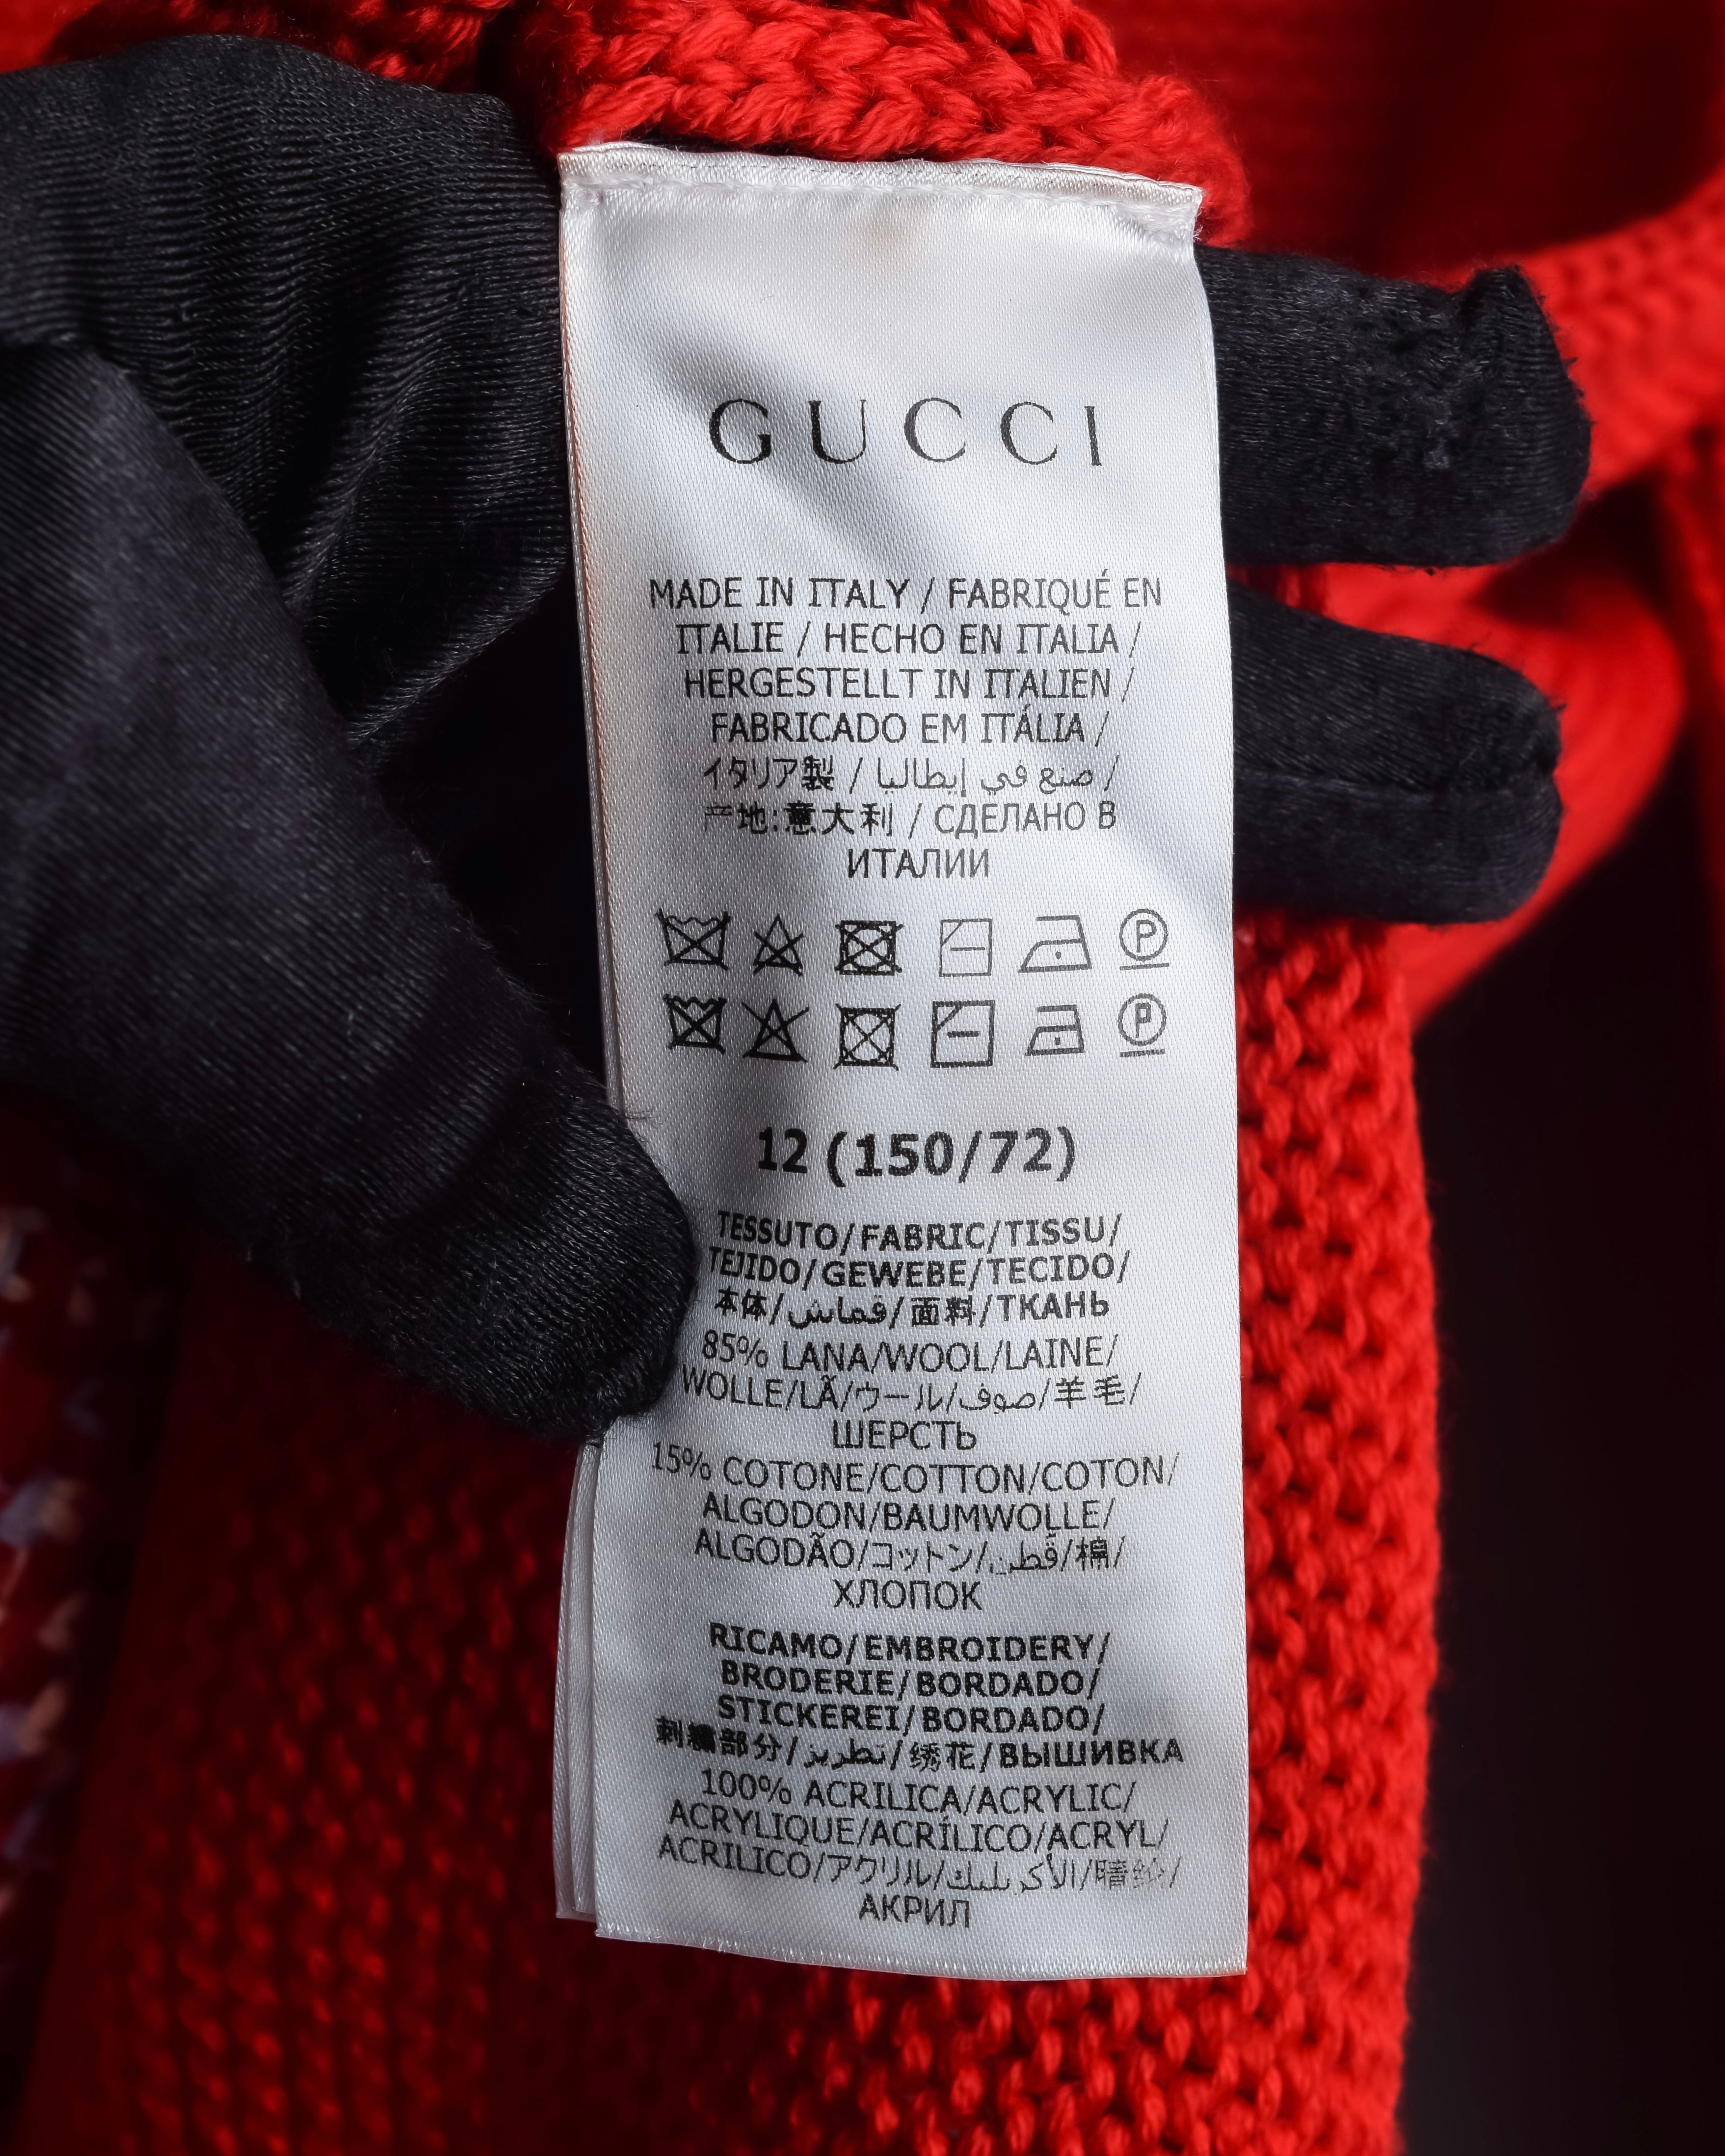 GUCCI
MADE IN ITALY / FABRIQUÉ EN
ITALIE / HECHO EN ITALIA /
HERGESTELLT IN ITALIEN /
FABRICADO EM ITÁLIA /
イタリア製 / صنع في إيطاليا /
产地:意大利 / СДЕЛАНО В
ИТАЛИИ
P
P
12 (150/72)
TESSUTO/FABRIC/TISSU/
TEJIDO/GEWEBE/TECIDO/
本体/قماش/面料/ТКАНЬ
85% LANA/WOOL/LAINE/
WOLLE/LÃ/ウール/صوف/羊毛/
ШЕРСТЬ
15% COTONE/COTTON/COTON/
ALGODON/BAUMWOLLE/
ALGODÃO/コットン/قطن/棉/
ХЛОПОК
RICAMO/EMBROIDERY/
BRODERIE/BORDADO/
STICKEREI/BORDADO/
刺繍部分/تطريز/绣花/ВЫШИВКА
100% ACRILICA/ACRYLIC/
ACRYLIQUE/ACRÍLICO/ACRYL/
ACRILICO/アクリル/الأكريليك/腈纶/
АКРИЛ